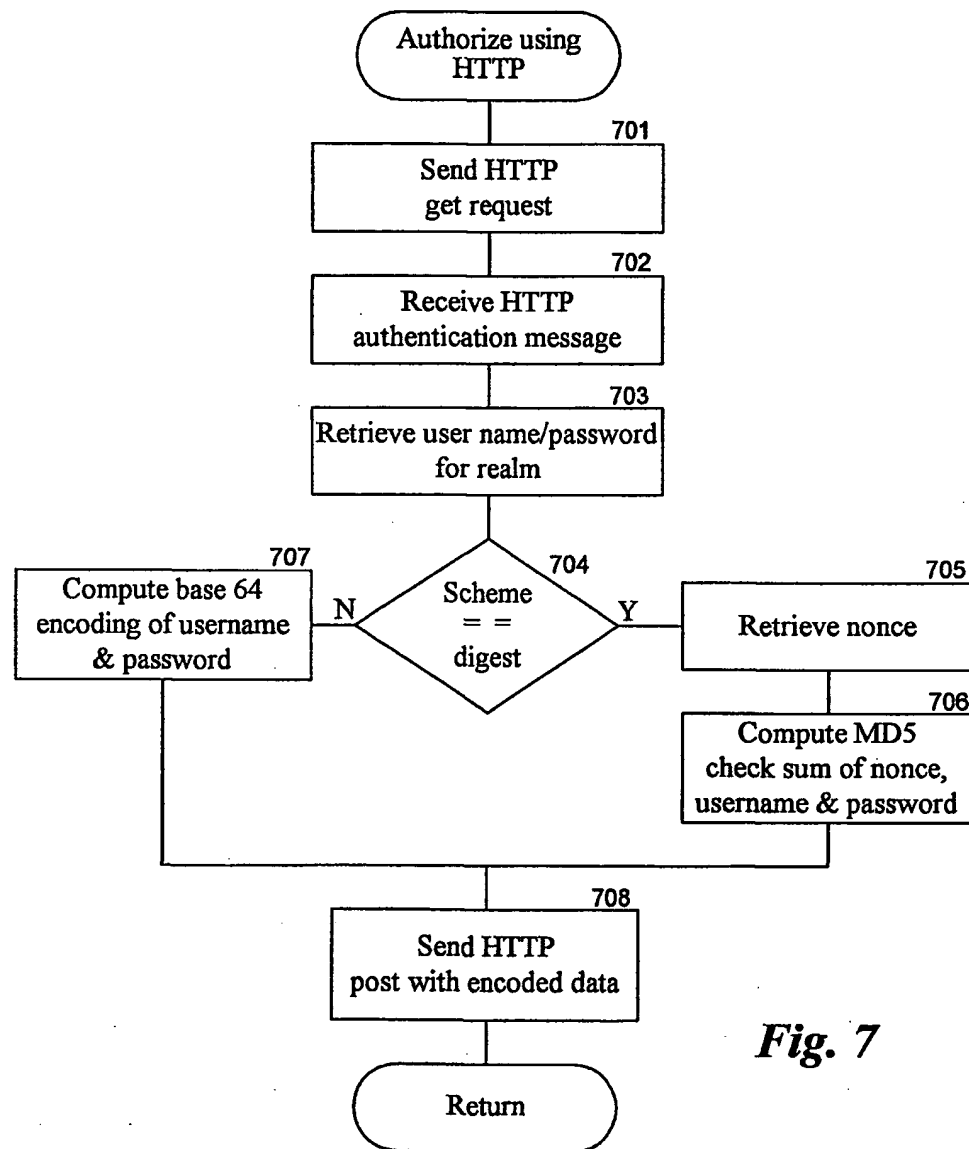 Authorize using
HTTP
701
Send HTTP
get request
702
Receive HTTP
authentication message
703
Retrieve user name/password
for realm
704
Scheme
= =
digest
N
Y
707
Compute base 64
encoding of username
& password
705
Retrieve nonce
706
Compute MD5
check sum of nonce,
username & password
708
Send HTTP
post with encoded data
Return
Fig. 7